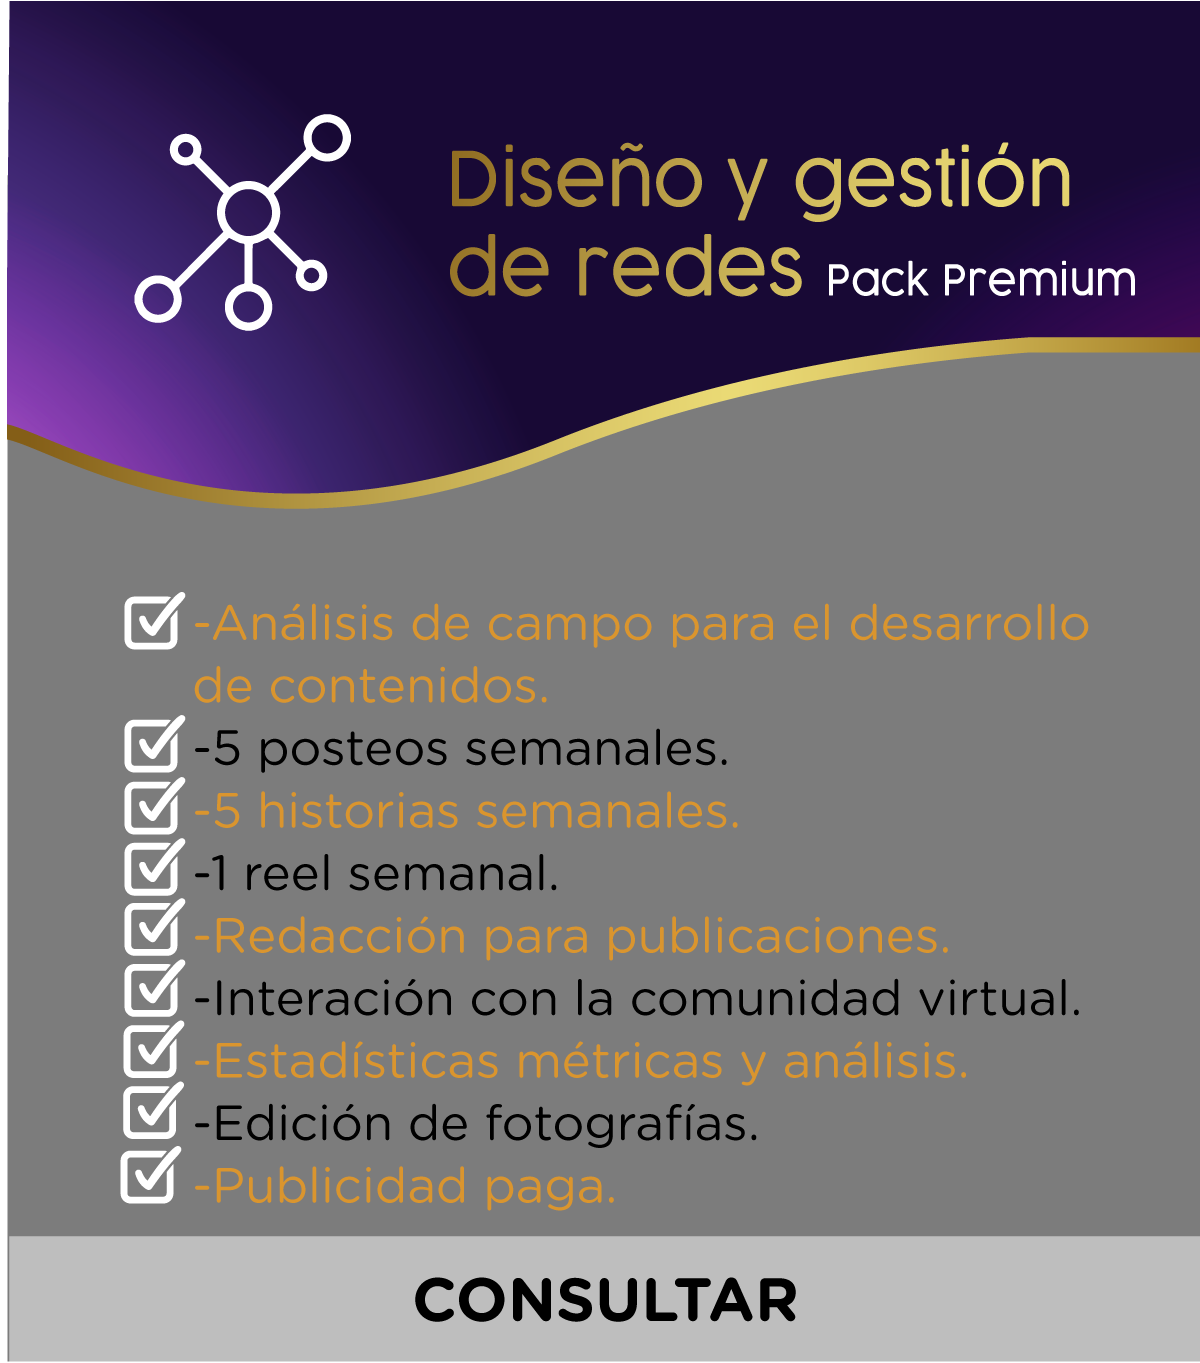 Diseño y gestión
de redes Pack Premium
-Análisis de campo para el desarrollo
de contenidos.
-5 posteos semanales.
-5 historias semanales.
-1 reel semanal.
-Redacción para publicaciones.
-Interación con la comunidad virtual.
-Estadísticas métricas y análisis.
-Edición de fotografías.
-Publicidad paga.
CONSULTAR